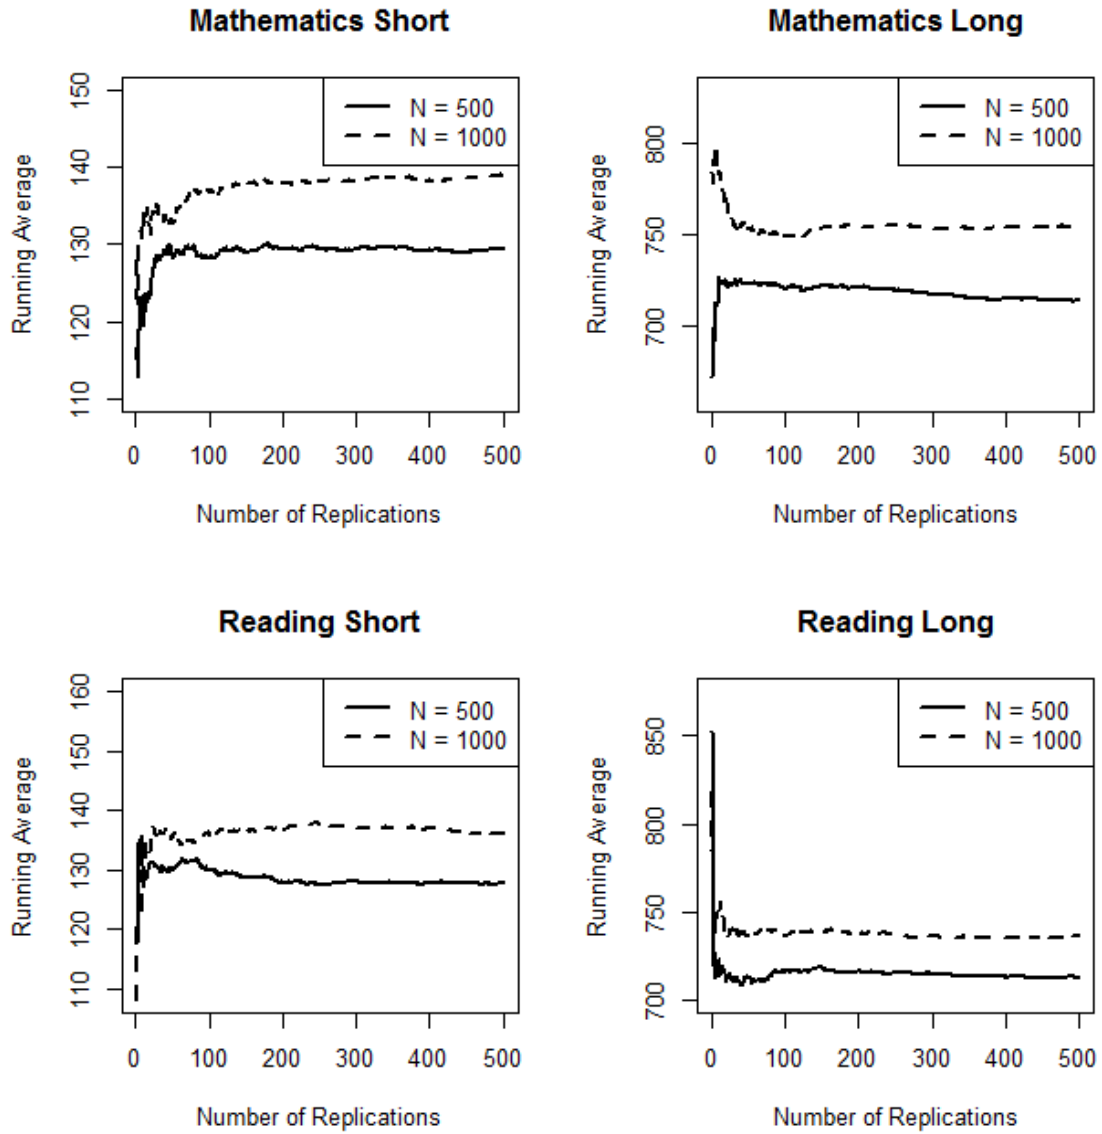 Mathematics Short
Mathematics Long
Running Average
150
140
130
120
110
N = 500
N = 1000
0 100 200 300 400 500
Number of Replications
Running Average
800
750
700
N = 500
N = 1000
0 100 200 300 400 500
Number of Replications
Reading Short
Reading Long
Running Average
160
150
140
130
120
110
N = 500
N = 1000
0 100 200 300 400 500
Number of Replications
Running Average
850
800
750
700
N = 500
N = 1000
0 100 200 300 400 500
Number of Replications